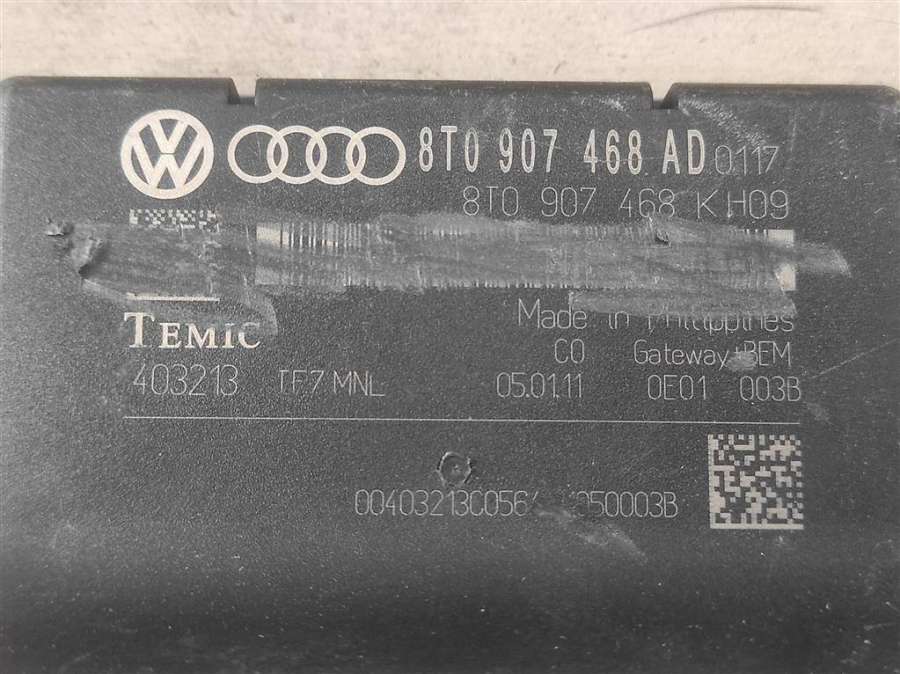 8T0 907 468 AD 0117
8T0 907 468 K H09
TEMIC
Made in Philippines
C0 Gateway+BEM
403213 TF7 MNL 05.01.11 0E01 003B